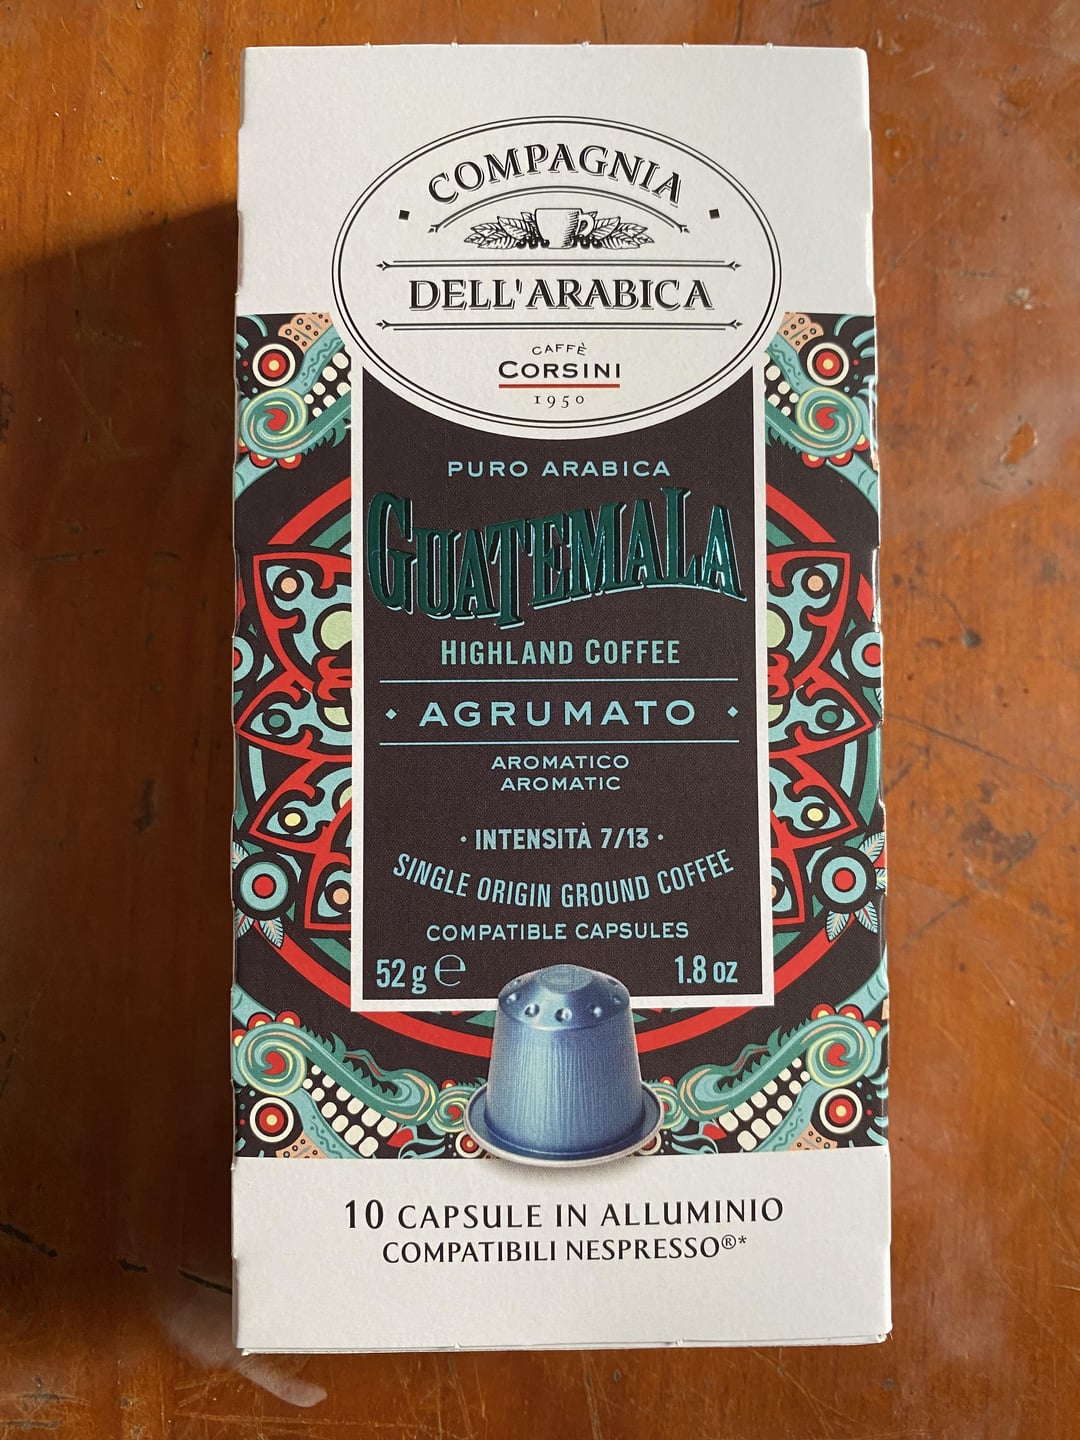 COMPAGNIA
DELL'ARABICA
CAFFÈ
CORSINI
1950
PURO ARABICA
GUATEMALA
HIGHLAND COFFEE
AGRUMATO
AROMATICO
AROMATIC
· INTENSITÀ 7/13 ·
SINGLE ORIGIN GROUND COFFEE
COMPATIBLE CAPSULES
52 g ℮ 1.8 oz
10 CAPSULE IN ALLUMINIO
COMPATIBILI NESPRESSO®*